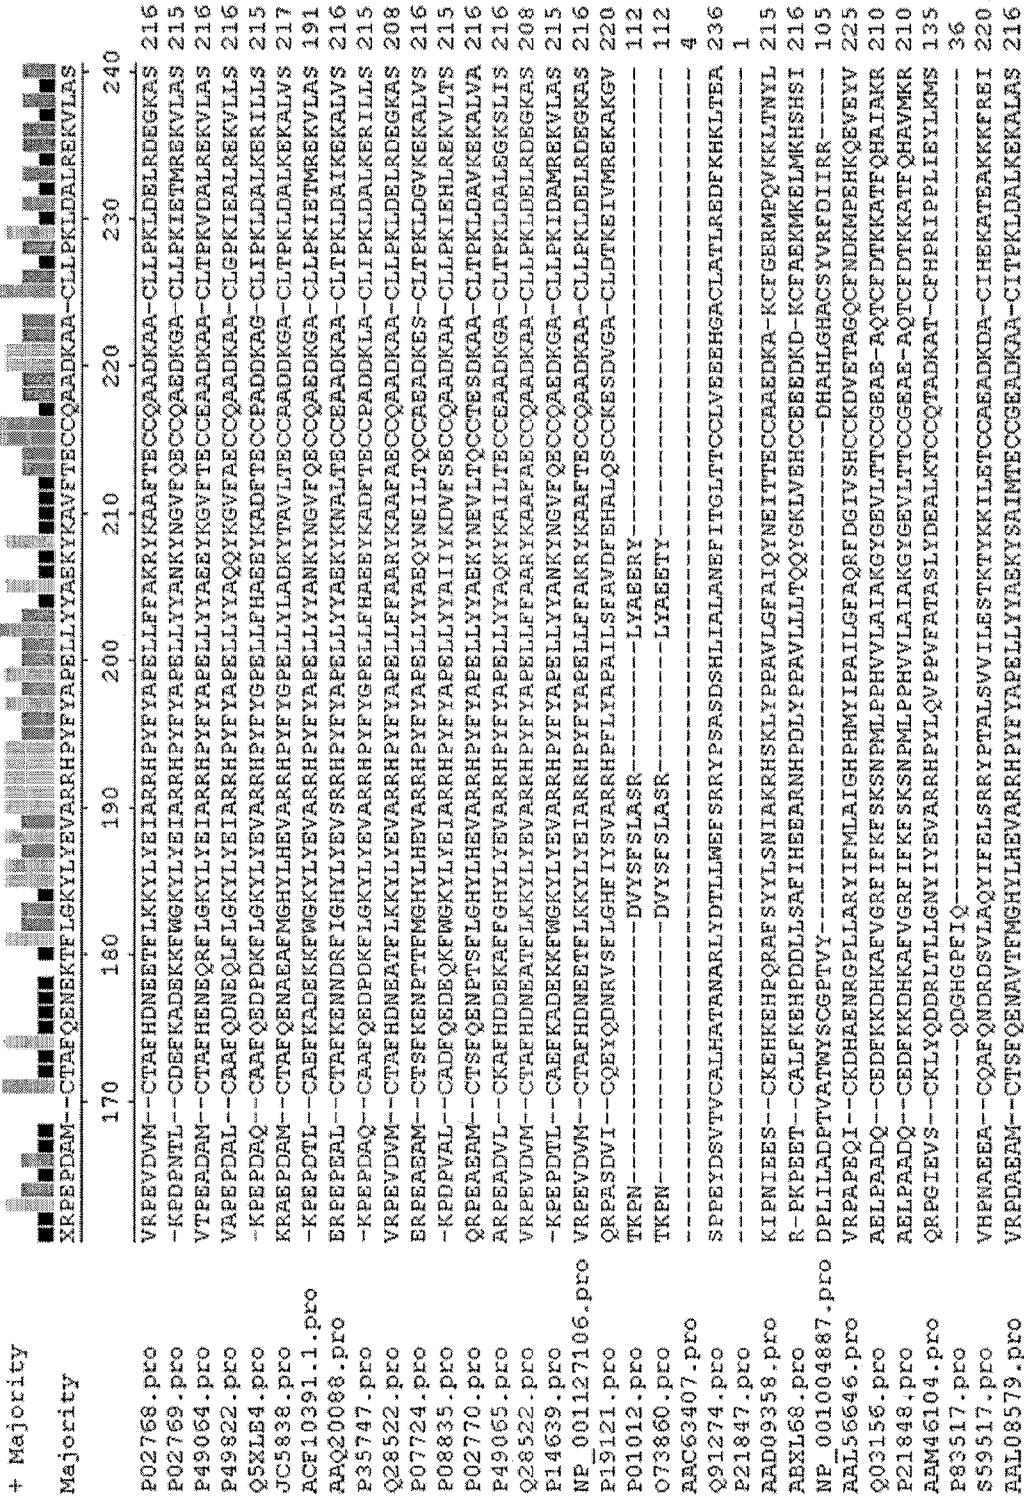 + Majority
Majority XRPEPDAM--CTAFQENEKTFLGKYLYEVARRHPYFYAPELLYYAEKYKAVFTECCQAADKAA-CLLPKLDALREKVLAS
170 180 190 200 210 220 230 240
P02768.pro VRPEVDVM--CTAFHDNEETFLKKYLYEIARRHPYFYAPELLFFAKRYKAAFTECCQAADKAA-CLLPKLDELRDEGKAS 216
P02769.pro -KPDPNTL--CDEFKADEKKFWGKYLYEIARRHPYFYAPELLYYANKYNGVFQECCQAEDKGA-CLLPKIETMREKVLAS 215
P49064.pro VTPEADAM--CTAFHENEQRFLGKYLYEIARRHPYFYAPELLYYAEEYKGVFTECCEAADKAA-CLTPKVDALREKVLAS 216
P49822.pro VAPEPDAL--CAAFQDNEQLFLGKYLYEIARRHPYFYAPELLYYAQQYKGVFAECCQAADKAA-CLGPKIEALREKVLLS 216
Q5XLE4.pro -KPEPDAQ--CAAFQEDPDKFLGKYLYEVARRHPYFYGPELLFHAEEYKADFTECCPADDKAG-CLIPKLDALKERILLS 215
JC5838.pro KRAEPDAM--CTAFQENAEAFMGHYLHEVARRHPYFYGPELLYLADKYTAVLTECCAADDKGA-CLTPKLDALKEKALVS 217
ACF10391.1.pro -KPEPDTL--CAEFKADEKKFWGKYLYEVARRHPYFYAPELLYYANKYNGVFQECCQAEDKGA-CLLPKIETMREKVLAS 191
AAQ20088.pro ERPEPEAL--CTAFKENNDRFIGHYLYEVSRRHPYFYAPELLYYAEKYKNALTECCEAADKAA-CLTPKLDAIKEKALVS 216
P35747.pro -KPEPDAQ--CAAFQEDPDKFLGKYLYEVARRHPYFYGPELLFHAEEYKADFTECCPADDKLA-CLIPKLDALKERILLS 215
Q28522.pro VRPEVDVM--CTAFHDNEATFLKKYLYEVARRHPYFYAPELLFFAARYKAAFAECCQAADKAA-CLLPKLDELRDEGKAS 208
P07724.pro ERPEAEAM--CTSFKENPTTFMGHYLHEVARRHPYFYAPELLYYAEQYNEILTQCCAEADKES-CLTPKLDGVKEKALVS 216
P08835.pro -KPDPVAL--CADFQEDEQKFWGKYLYEIARRHPYFYAPELLYYAIIYKDVFSECCQAADKAA-CLLPKIEHLREKVLTS 215
P02770.pro QRPEAEAM--CTSFQENPTSFLGHYLHEVARRHPYFYAPELLYYAEKYNEVLTQCCTESDKAA-CLTPKLDAVKEKALVA 216
P49065.pro ARPEADVL--CKAFHDDEKAFFGHYLYEVARRHPYFYAPELLYYAQKYKAILTECCEAADKGA-CLTPKLDALEGKSLIS 216
Q28522.pro VRPEVDVM--CTAFHDNEATFLKKYLYEVARRHPYFYAPELLFFAARYKAAFAECCQAADKAA-CLLPKLDELRDEGKAS 208
P14639.pro -KPEPDTL--CAEFKADEKKFWGKYLYEVARRHPYFYAPELLYYANKYNGVFQECCQAEDKGA-CLLPKIDAMREKVLAS 215
NP_001127106.pro VRPEVDVM--CTAFHDNEETFLKKYLYEIARRHPYFYAPELLFFAKRYKAAFTECCQAADKAA-CLLPKLDELRDEGKAS 216
P19121.pro QRPASDVI--CQEYQDNRVSFLGHFIYSVARRHPFLYAPAILSFAVDFEHALQSCCKESDVGA-CLDTKEIVMREKAKGV 220
P01012.pro TKPN------------------DVYSFSLASR---------LYAEERY-------------------------------- 112
O73860.pro TKPN------------------DVYSFSLASR---------LYAEETY-------------------------------- 112
AAC63407.pro -------------------------------------------------------------------------------- 4
Q91274.pro SPPEYDSVTVCALHATANARLYDTLLWEFSRRYPSASDSHLIALANEFITGLTTCCLVEEEHGACLATLREDFKHKLTEA 236
P21847.pro -------------------------------------------------------------------------------- 1
AAD09358.pro KIPNIEES--CKEHKEHPQRAFSYYLSNIAKRHSKLYPPAVLGFAIQYNEITTECCAAEDKA-KCFGERMPQVKKLTNYL 215
ABXL68.pro R-PKPEET--CALFKEHPDDLLSAFIHEEARNHPDLYPPAVLLLTQQYGKLVEHCCEEEDKD-KCFAEKMKELMKHSHSI 216
NP_001004887.pro DPLILADPTVATWYSCGPTVY-----------------------------------DHAHLGHACSYVRFDIIRR----- 105
AAL56646.pro VRPAPEQI--CKDHAENRGPLLARYIFMLAIGHPHMYIPAILGFAQRFDGIVSHCCKDVETAGQCFNDKMPEHKQEVEYV 225
Q03156.pro AELPAADQ--CEDFKKDHKAFVGRFIFKFSKSNPMLPPHVVLAIAKGYGEVLTTCCGEAE-AQTCFDTKKATFQHAIAKR 210
P21848.pro AELPAADQ--CEDFKKDHKAFVGRFIFKFSKSNPMLPPHVVLAIAKGYGEVLTTCCGEAE-AQTCFDTKKATFQHAVMKR 210
AAM46104.pro QRPGIEVS--CKLYQDDRLTLLGNYIYEVARRHPYLQVPPVFATASLYDEALKTCCQTADKAT-CFHPRIPPLIEYLKMS 135
P83517.pro ----------------QDGHGPFIQ------------------------------------------------------- 36
S59517.pro VHPNAEEA--CQAFQNDRDSVLAQYIFELSRRYPTALSVVILESTKTYKKILETCCAEADKDA-CIHEKATEAKKKFREI 220
AAL08579.pro VRPDAEAM--CTSFQENAVTFMGHYLHEVARRHPYFYAPELLYYAEKYSAIMTECCGEADKAA-CITPKLDALKEKALAS 216